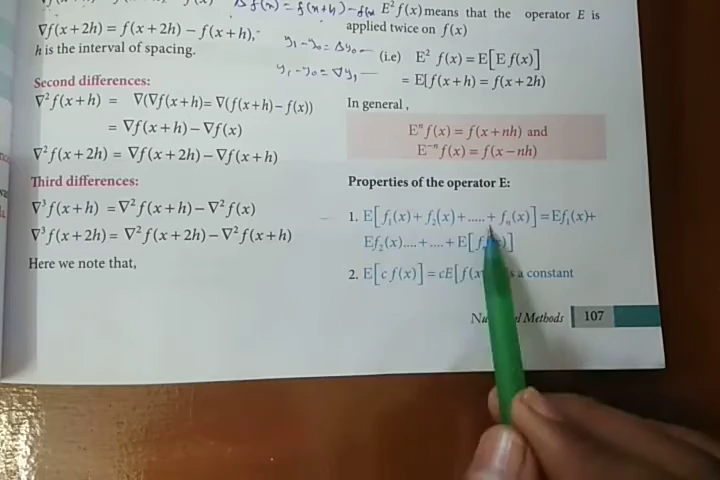 ∇f(x+2h) = f(x+2h) − f(x+h),
h is the interval of spacing.
Second differences:
∇²f(x+h) = ∇(∇f(x+h) = ∇(f(x+h) − f(x))
= ∇f(x+h) − ∇f(x)
∇²f(x+2h) = ∇f(x+2h) − ∇f(x+h)
Third differences:
∇³f(x+h) = ∇²f(x+h) − ∇²f(x)
∇³f(x+2h) = ∇²f(x+2h) − ∇²f(x+h)
Here we note that,
Δ f(x) = f(x+h) − f(x)
y₁ − y₀ = Δy₀
y₁ − y₀ = ∇y₁
E²f(x) means that the operator E is
applied twice on f(x)
(i.e) E² f(x) = E[E f(x)]
= E[f(x+h) = f(x+2h)
In general,
Eⁿ f(x) = f(x+nh) and
E⁻ⁿ f(x) = f(x−nh)
Properties of the operator E:
1. E[f₁(x) + f₂(x) + ..... + fₙ(x)] = Ef₁(x)+
Ef₂(x).... + .... + E[f
2. E[c f(x)] = cE[f(x a constant
Methods 107